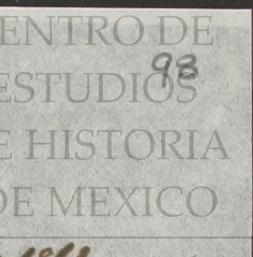 ENTRO DE
98
ESTUDIOS
E HISTORIA
DE MEXICO